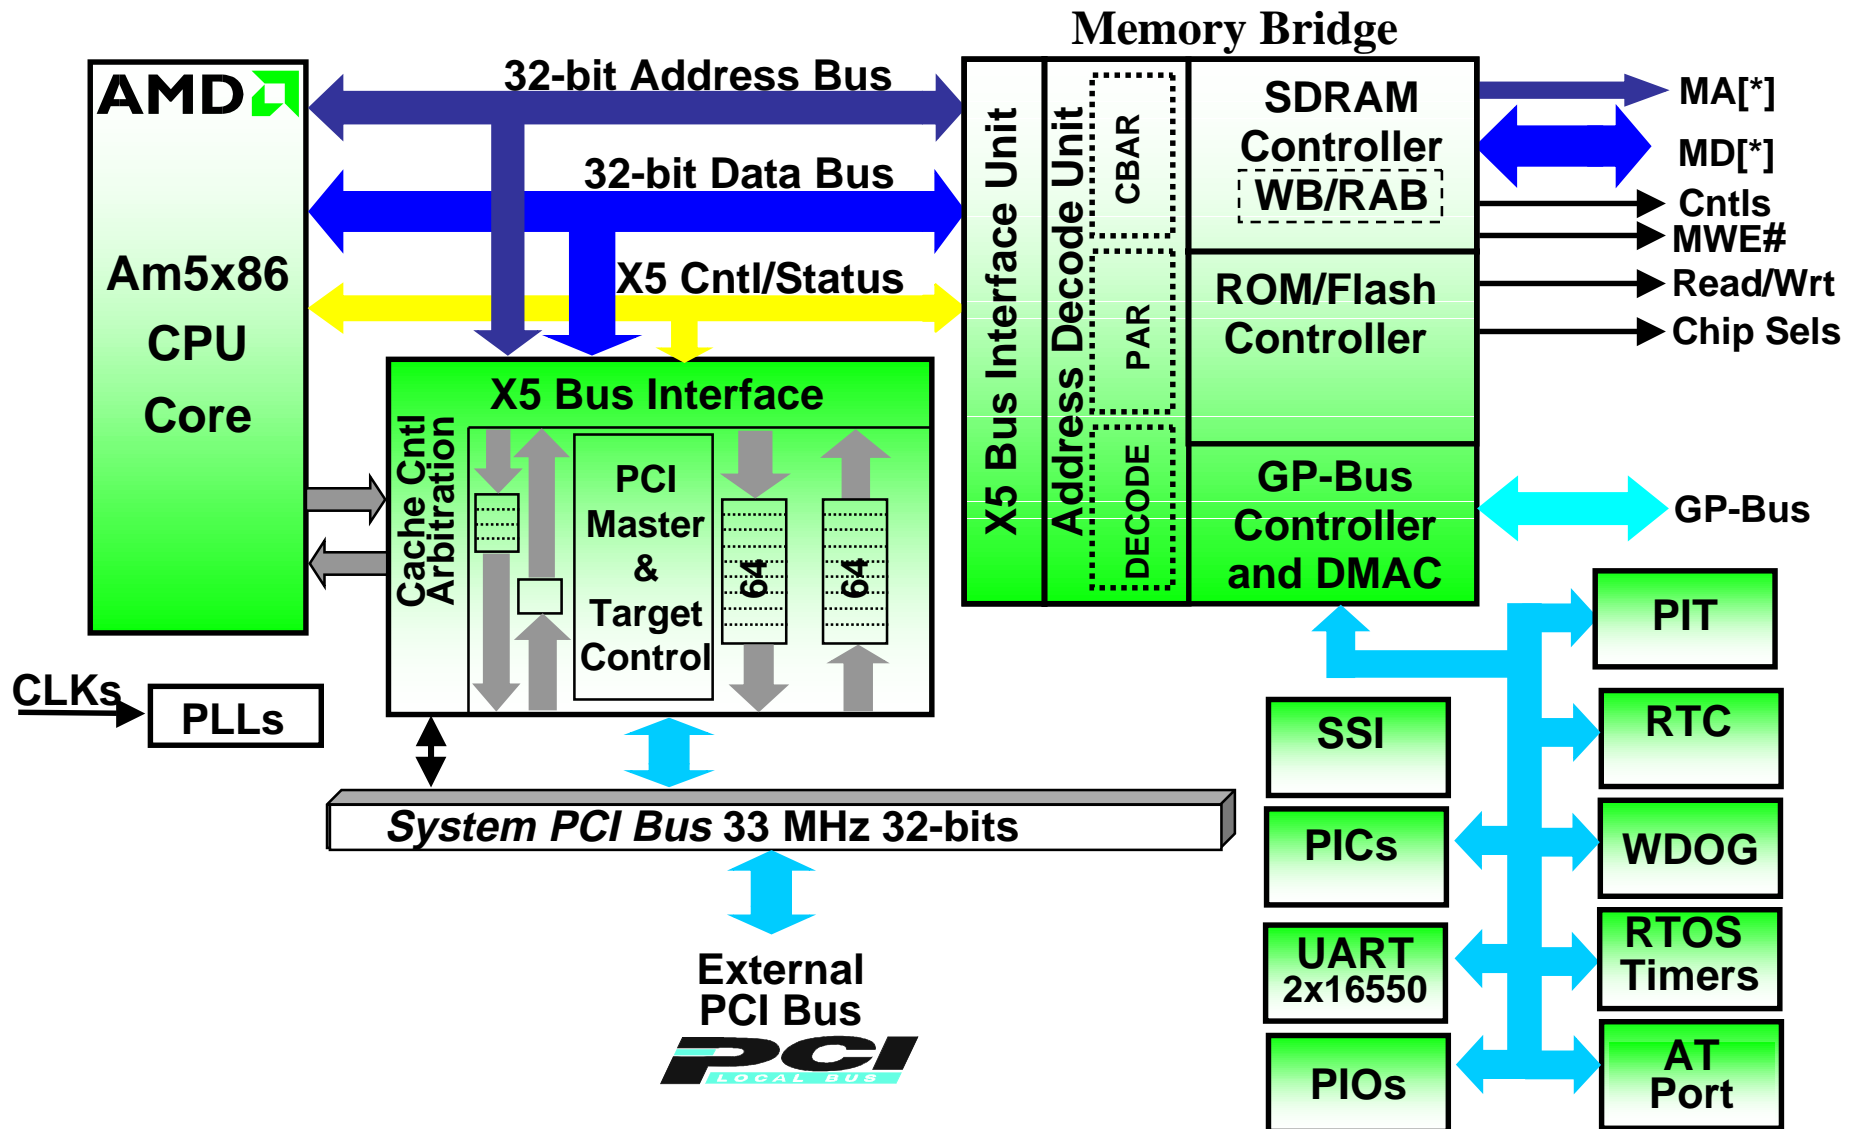 Memory Bridge
AMD
Am5x86
CPU
Core
32-bit Address Bus
32-bit Data Bus
X5 Cntl/Status
X5 Bus Interface
Cache Cntl
Arbitration
PCI
Master
&
Target
Control
64
64
X5 Bus Interface Unit
Address Decode Unit
CBAR
PAR
DECODE
SDRAM
Controller
WB/RAB
ROM/Flash
Controller
GP-Bus
Controller
and DMAC
MA[*]
MD[*]
Cntls
MWE#
Read/Wrt
Chip Sels
GP-Bus
CLKs
PLLs
System PCI Bus 33 MHz 32-bits
External
PCI Bus
PCI
LOCAL BUS
SSI
PICs
UART
2x16550
PIOs
PIT
RTC
WDOG
RTOS
Timers
AT
Port